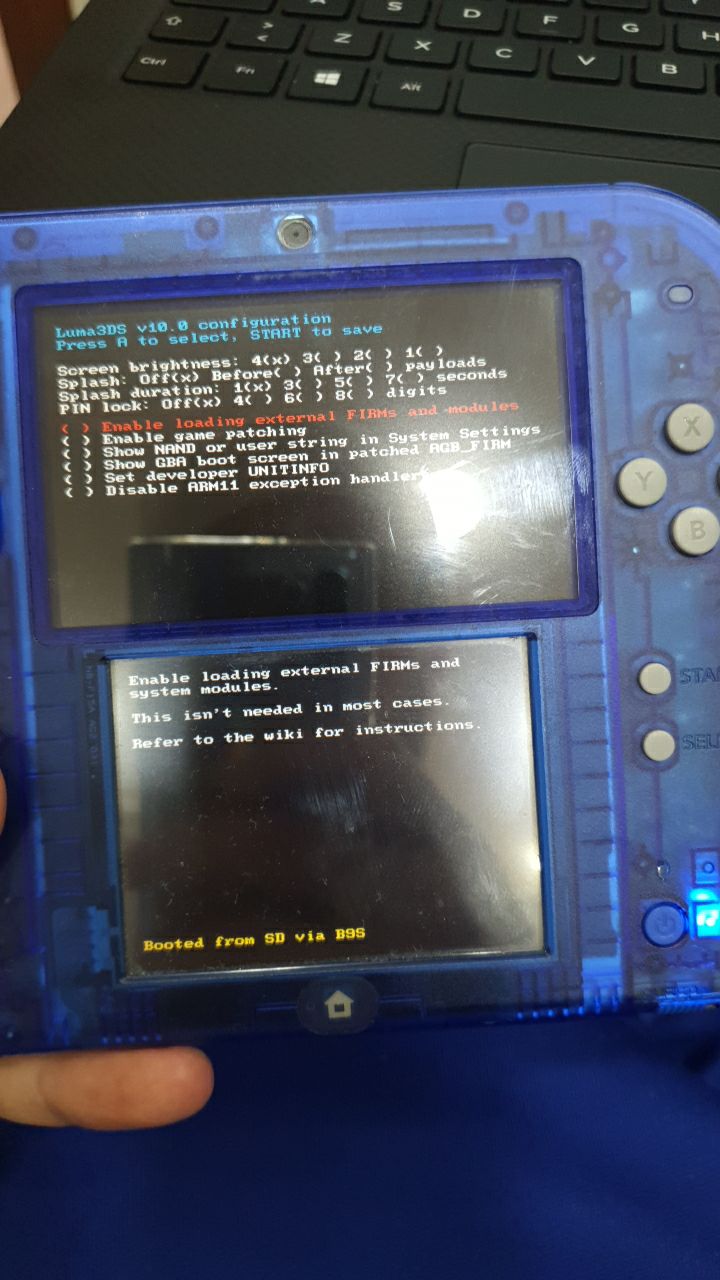 A
S
D
F
G
H
Z
X
C
V
B
Ctrl
Fn
Alt
Luma3DS v10.0 configuration
Press A to select, START to save
Screen brightness: 4(x) 3( ) 2( ) 1( )
Splash: Off(x) Before( ) After( ) payloads
Splash duration: 1(x) 3( ) 5( ) 7( ) seconds
PIN lock: Off(x) 4( ) 6( ) 8( ) digits
( ) Enable loading external FIRMs and modules
( ) Enable game patching
( ) Show NAND or user string in System Settings
( ) Show GBA boot screen in patched AGB_FIRM
( ) Set developer UNITINFO
( ) Disable ARM11 exception handlers
X
Y
B
Enable loading external FIRMs and
system modules.
This isn't needed in most cases.
Refer to the wiki for instructions.
Booted from SD via B9S
STA
SEL